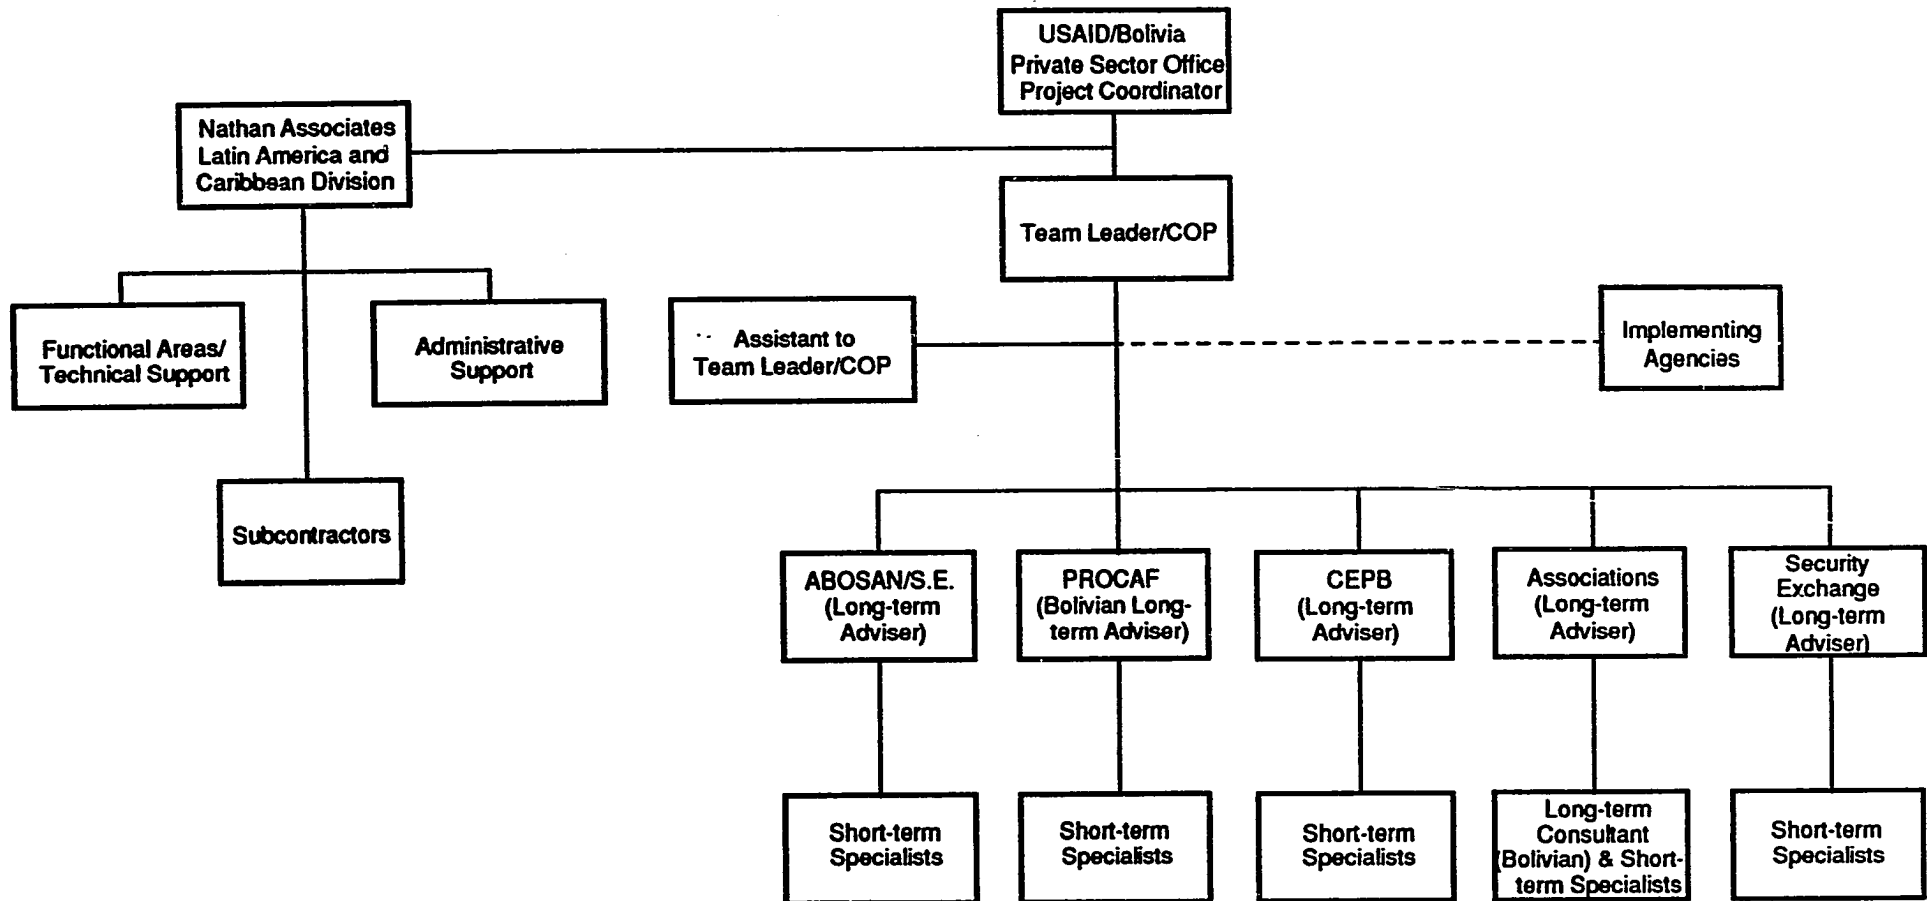 USAID/Bolivia
Private Sector Office
Project Coordinator
Nathan Associates
Latin America and
Caribbean Division
Team Leader/COP
Functional Areas/
Technical Support
Administrative
Support
Assistant to
Team Leader/COP
Implementing
Agencies
Subcontractors
ABOSAN/S.E.
(Long-term
Adviser)
PROCAF
(Bolivian Long-
term Adviser)
CEPB
(Long-term
Adviser)
Associations
(Long-term
Adviser)
Security
Exchange
(Long-term
Adviser)
Short-term
Specialists
Short-term
Specialists
Short-term
Specialists
Long-term
Consultant
(Bolivian) & Short-
term Specialists
Short-term
Specialists